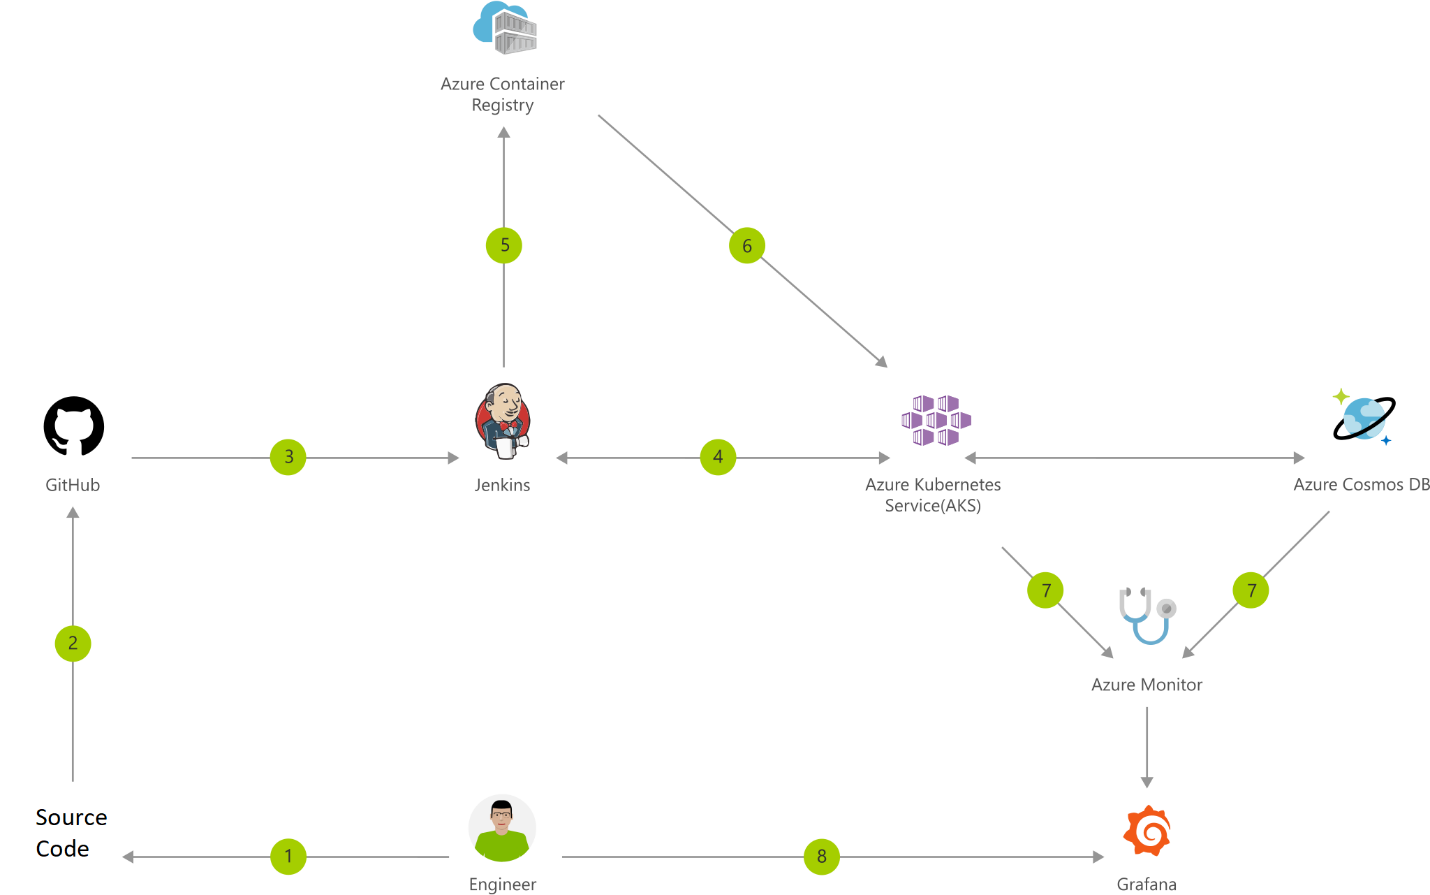 Azure Container
Registry
5
6
GitHub
3
Jenkins
4
Azure Kubernetes
Service(AKS)
Azure Cosmos DB
7
7
2
Azure Monitor
Source
Code
1
Engineer
8
Grafana